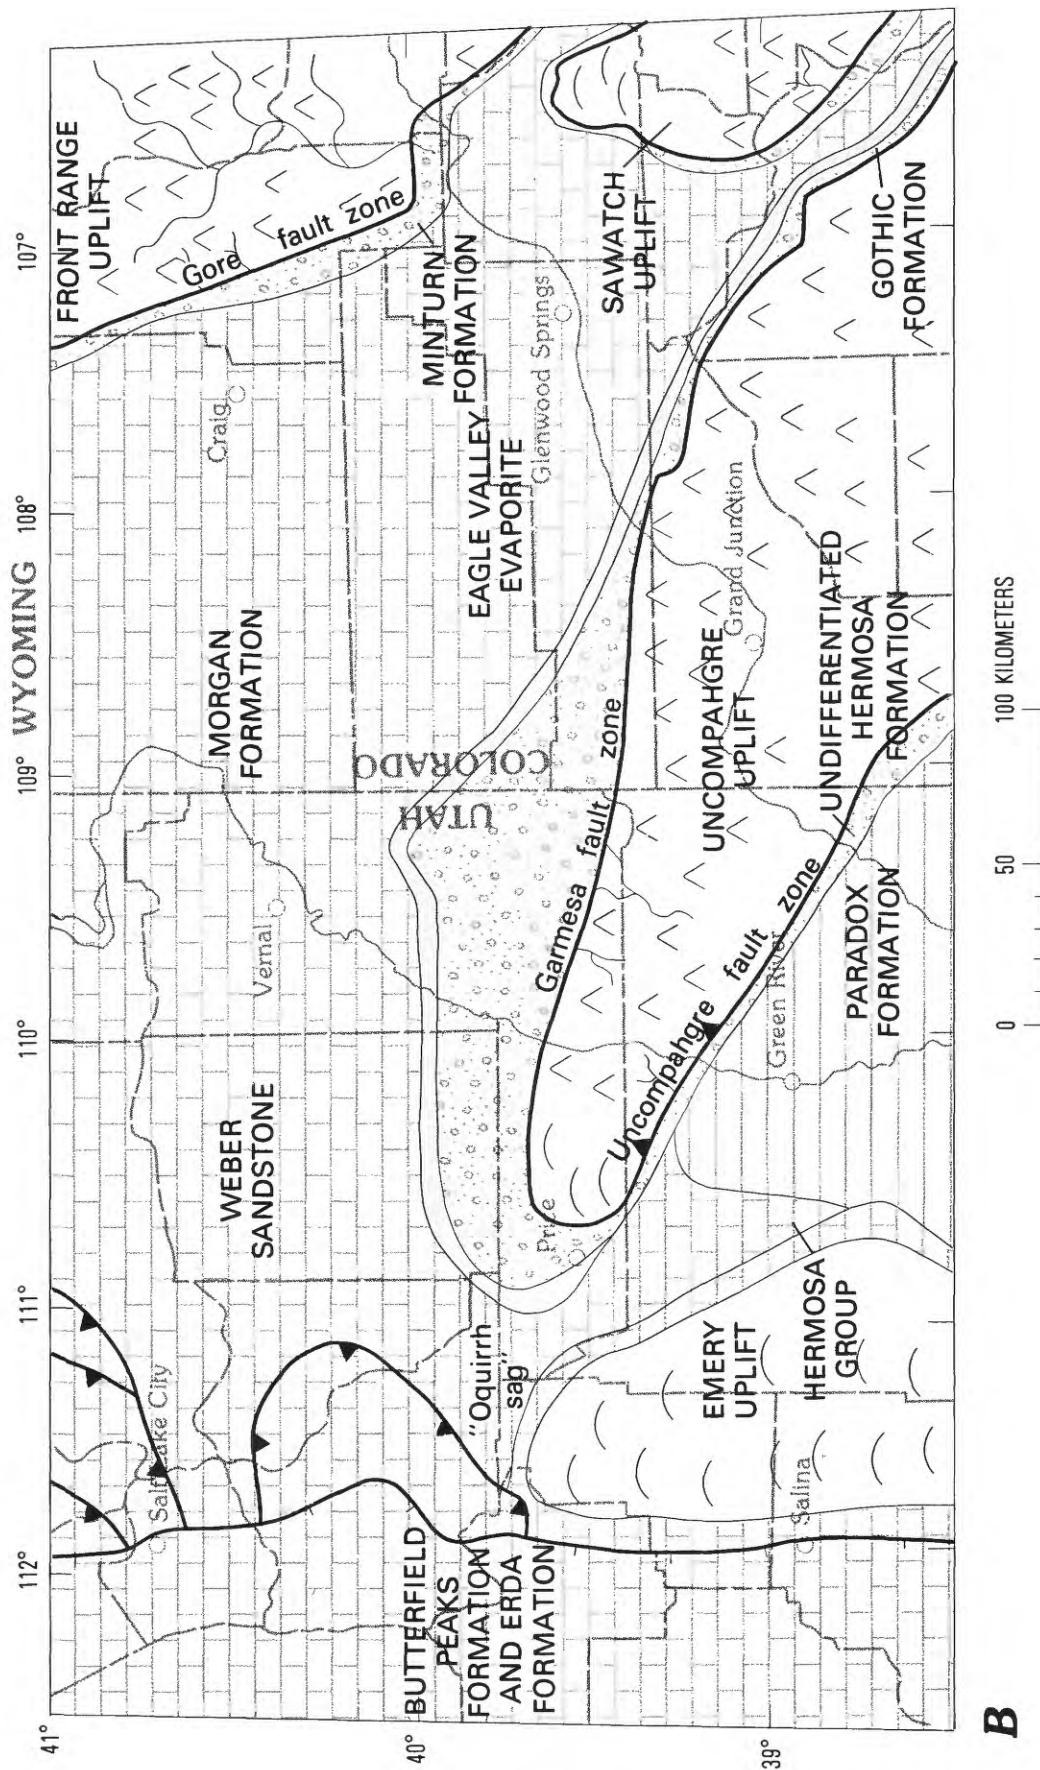 WYOMING
112°
111°
110°
109°
108°
107°
41°
40°
39°
FRONT RANGE
UPLIFT
Gore fault zone
Craig
MORGAN
FORMATION
Vernal
WEBER
SANDSTONE
Salt Lake City
MINTURN
FORMATION
EAGLE VALLEY
EVAPORITE
Glenwood Springs
COLORADO
UTAH
SAWATCH
UPLIFT
Garmesa fault zone
Price
"Oquirrh
sag"
BUTTERFIELD
PEAKS
FORMATION
AND ERDA
FORMATION
UNCOMPAHGRE
UPLIFT
Grand Junction
Uncompahgre fault zone
Green River
UNDIFFERENTIATED
HERMOSA
FORMATION
GOTHIC
FORMATION
PARADOX
FORMATION
EMERY
UPLIFT
HERMOSA
GROUP
Salina
0 50 100 KILOMETERS
B